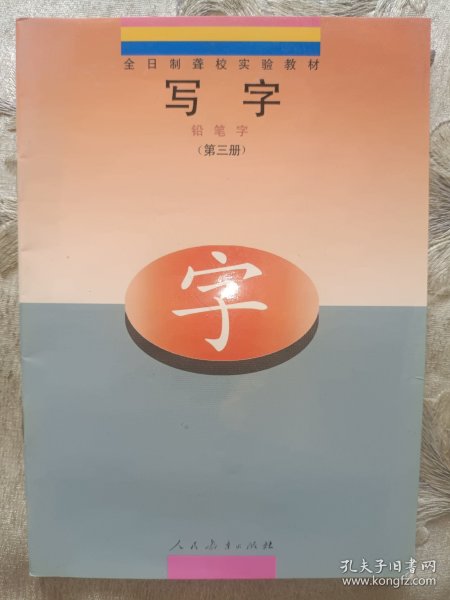 全日制聋校实验教材
写字
铅笔字
(第三册)
字
人民教育出版社
孔夫子旧书网
www.kongfz.com